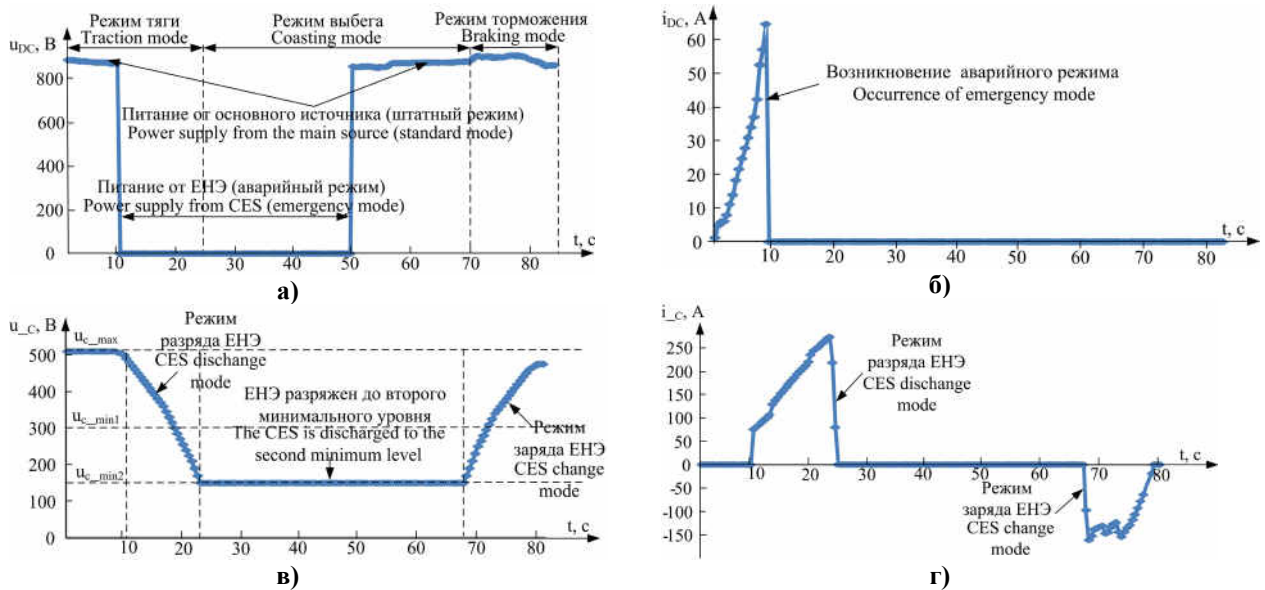 Режим тяги
Traction mode
Режим выбега
Coasting mode
Режим торможения
Braking mode
u_DC, В
800
600
400
200
0
Питание от основного источника (штатный режим)
Power supply from the main source (standard mode)
Питание от ЕНЭ (аварийный режим)
Power supply from CES (emergency mode)
10 20 30 40 50 60 70 80
t, с
а)
i_DC, А
60
50
40
30
20
10
0
Возникновение аварийного режима
Occurrence of emergency mode
10 20 30 40 50 60 70 80
t, с
б)
u_C, В
u_c_max
500
400
u_c_min1
300
200
u_c_min2
100
0
Режим
разряда ЕНЭ
CES discharge
mode
ЕНЭ разряжен до второго
минимального уровня
The CES is discharged to the
second minimum level
Режим
заряда ЕНЭ
CES change
mode
10 20 30 40 50 60 70 80
t, с
в)
i_c, А
250
200
150
100
50
0
-50
-100
-150
Режим
разряда ЕНЭ
CES discharge
mode
10 20 30 40 50 60 70 80
t, с
Режим
заряда ЕНЭ
CES change
mode
г)